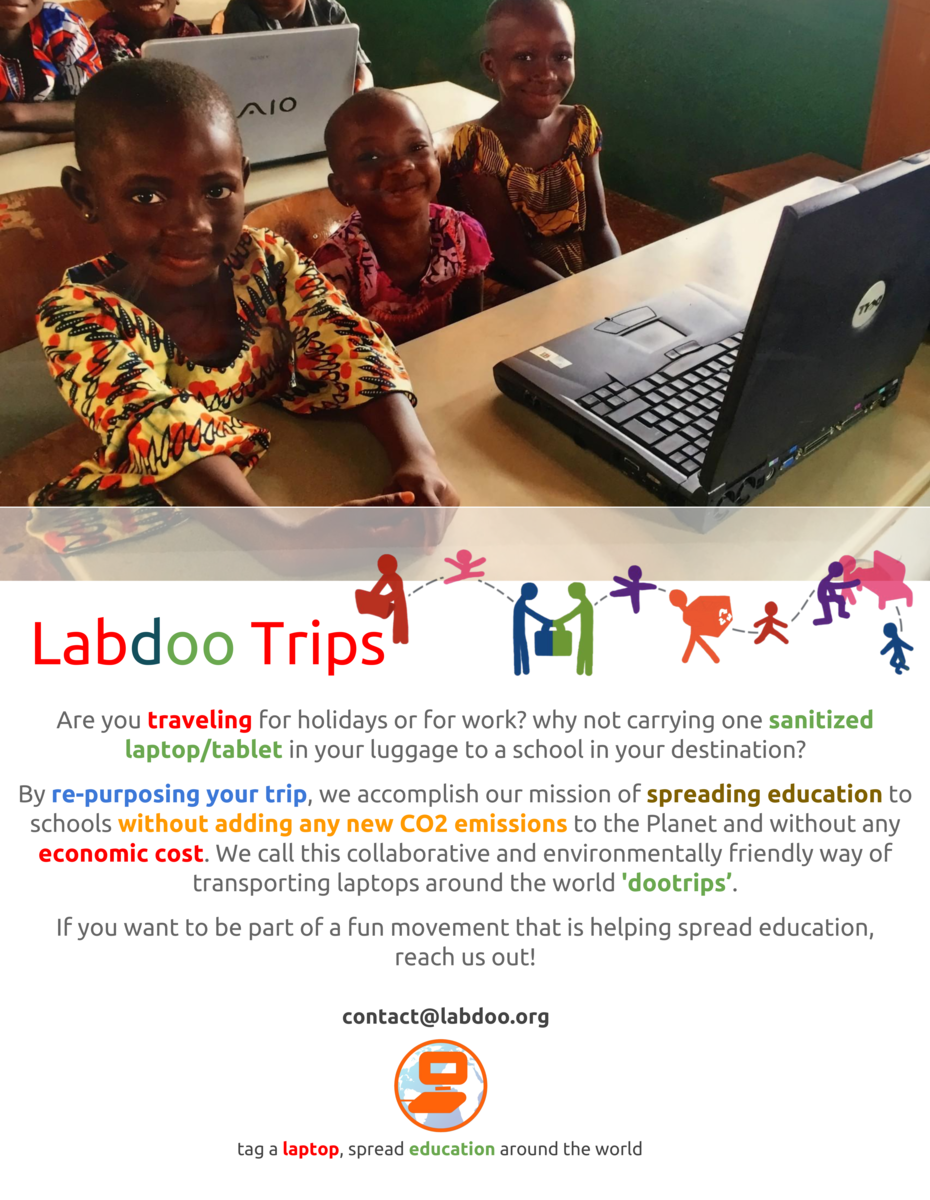 SONY
VAIO
DELL
Labdoo Trips
Are you traveling for holidays or for work? why not carrying one sanitized
laptop/tablet in your luggage to a school in your destination?
By re-purposing your trip, we accomplish our mission of spreading education to
schools without adding any new CO2 emissions to the Planet and without any
economic cost. We call this collaborative and environmentally friendly way of
transporting laptops around the world 'dootrips’.
If you want to be part of a fun movement that is helping spread education,
reach us out!
contact@labdoo.org
tag a laptop, spread education around the world